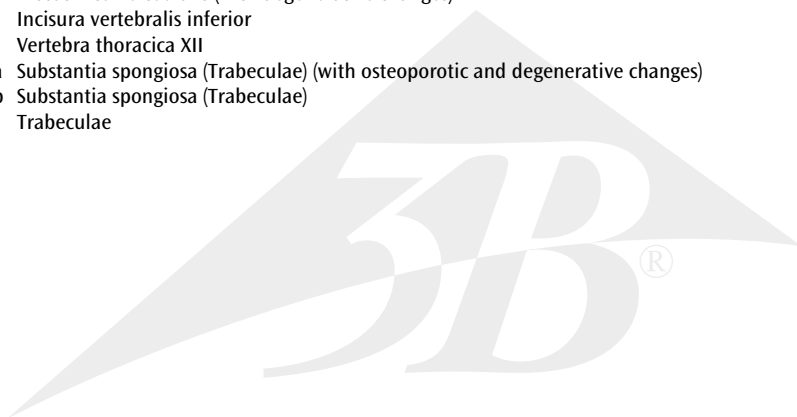 Incisura vertebralis inferior
Vertebra thoracica XII
Substantia spongiosa (Trabeculae) (with osteoporotic and degenerative changes)
Substantia spongiosa (Trabeculae)
Trabeculae
3B ®